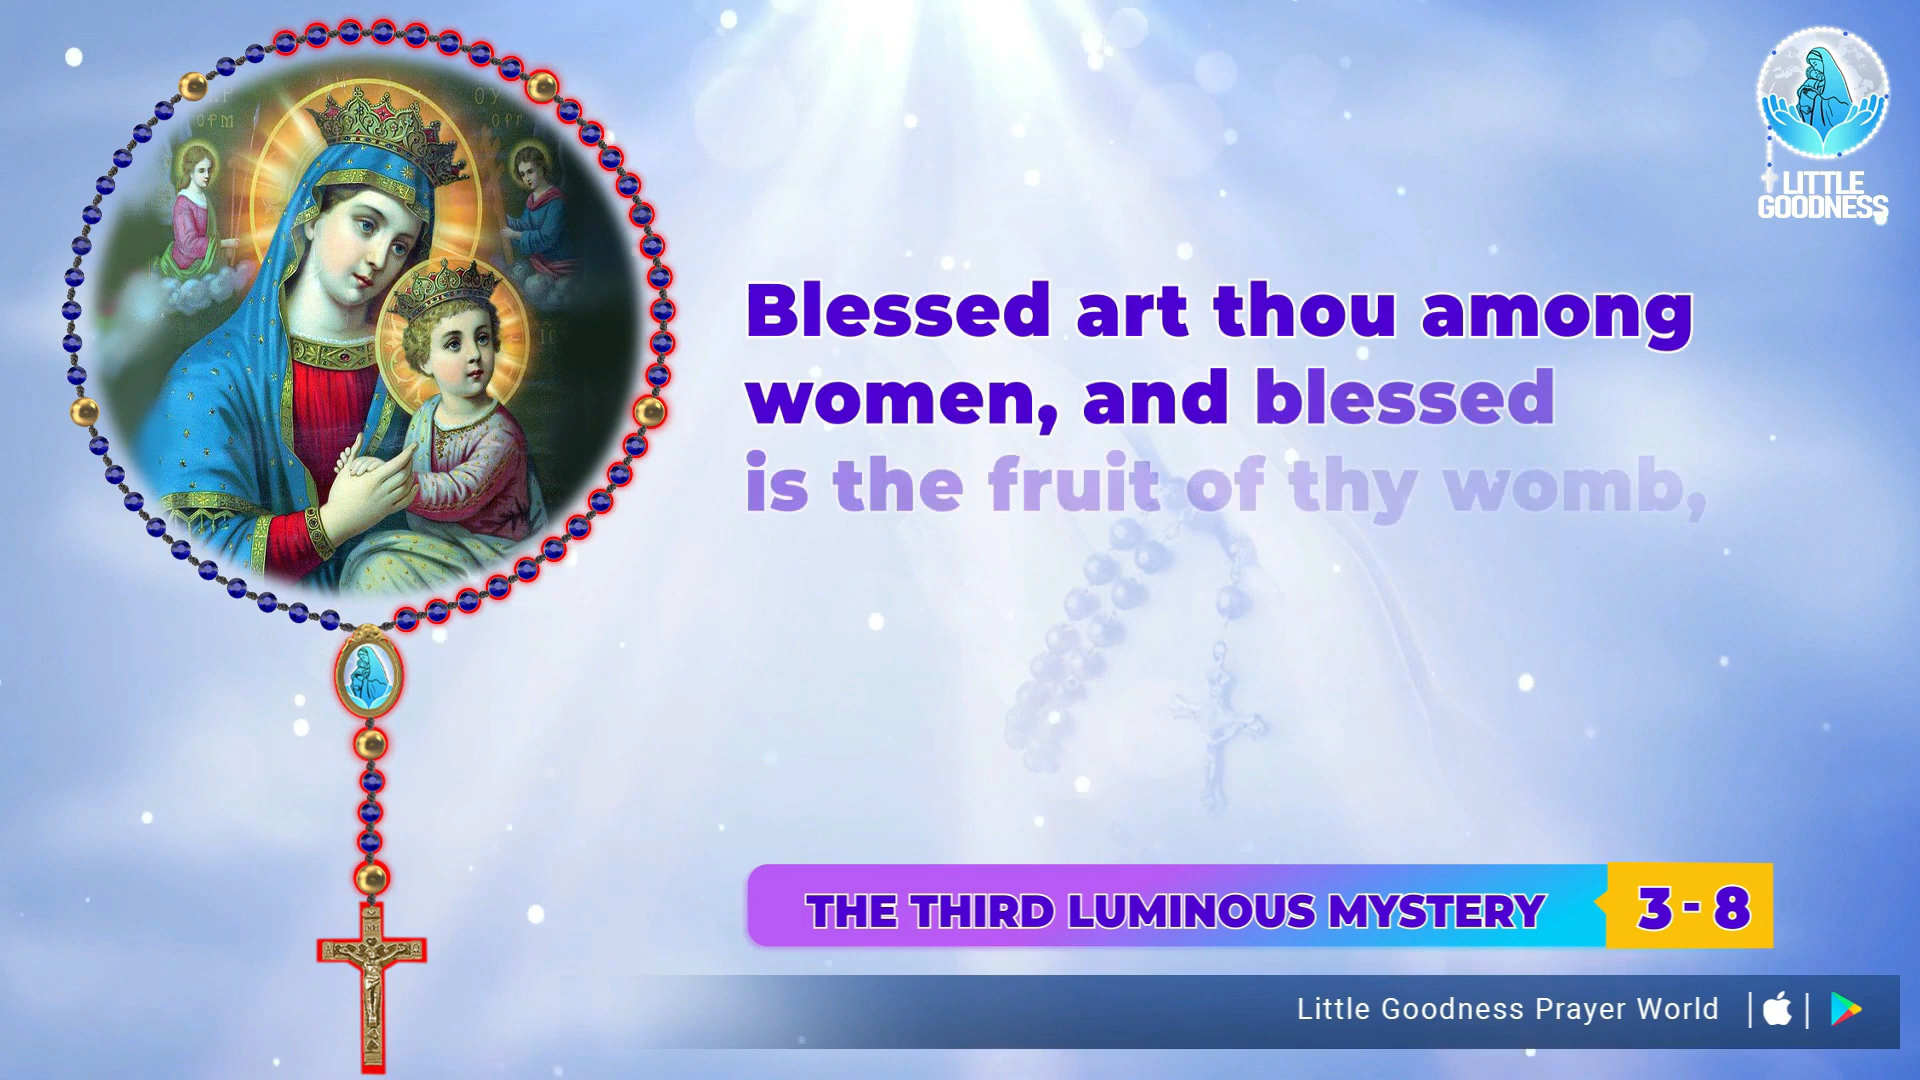 LITTLE
GOODNESS
Blessed art thou among
women, and blessed
is the fruit of thy womb,
THE THIRD LUMINOUS MYSTERY 3 - 8
Little Goodness Prayer World
INRI